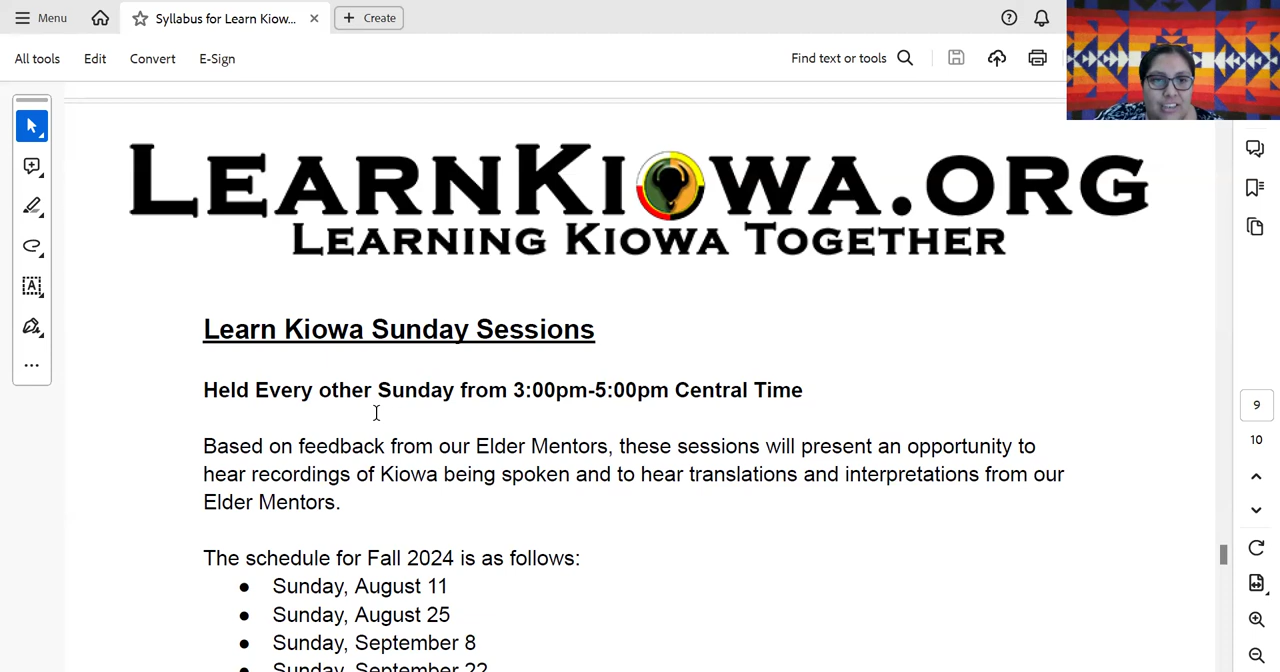 Menu
Syllabus for Learn Kiow...
Create
All tools
Edit
Convert
E-Sign
Find text or tools
LEARNKIOWA.ORG
LEARNING KIOWA TOGETHER
Learn Kiowa Sunday Sessions
Held Every other Sunday from 3:00pm-5:00pm Central Time
Based on feedback from our Elder Mentors, these sessions will present an opportunity to
hear recordings of Kiowa being spoken and to hear translations and interpretations from our
Elder Mentors.
The schedule for Fall 2024 is as follows:
● Sunday, August 11
● Sunday, August 25
● Sunday, September 8
● Sunday, September 22
9
10